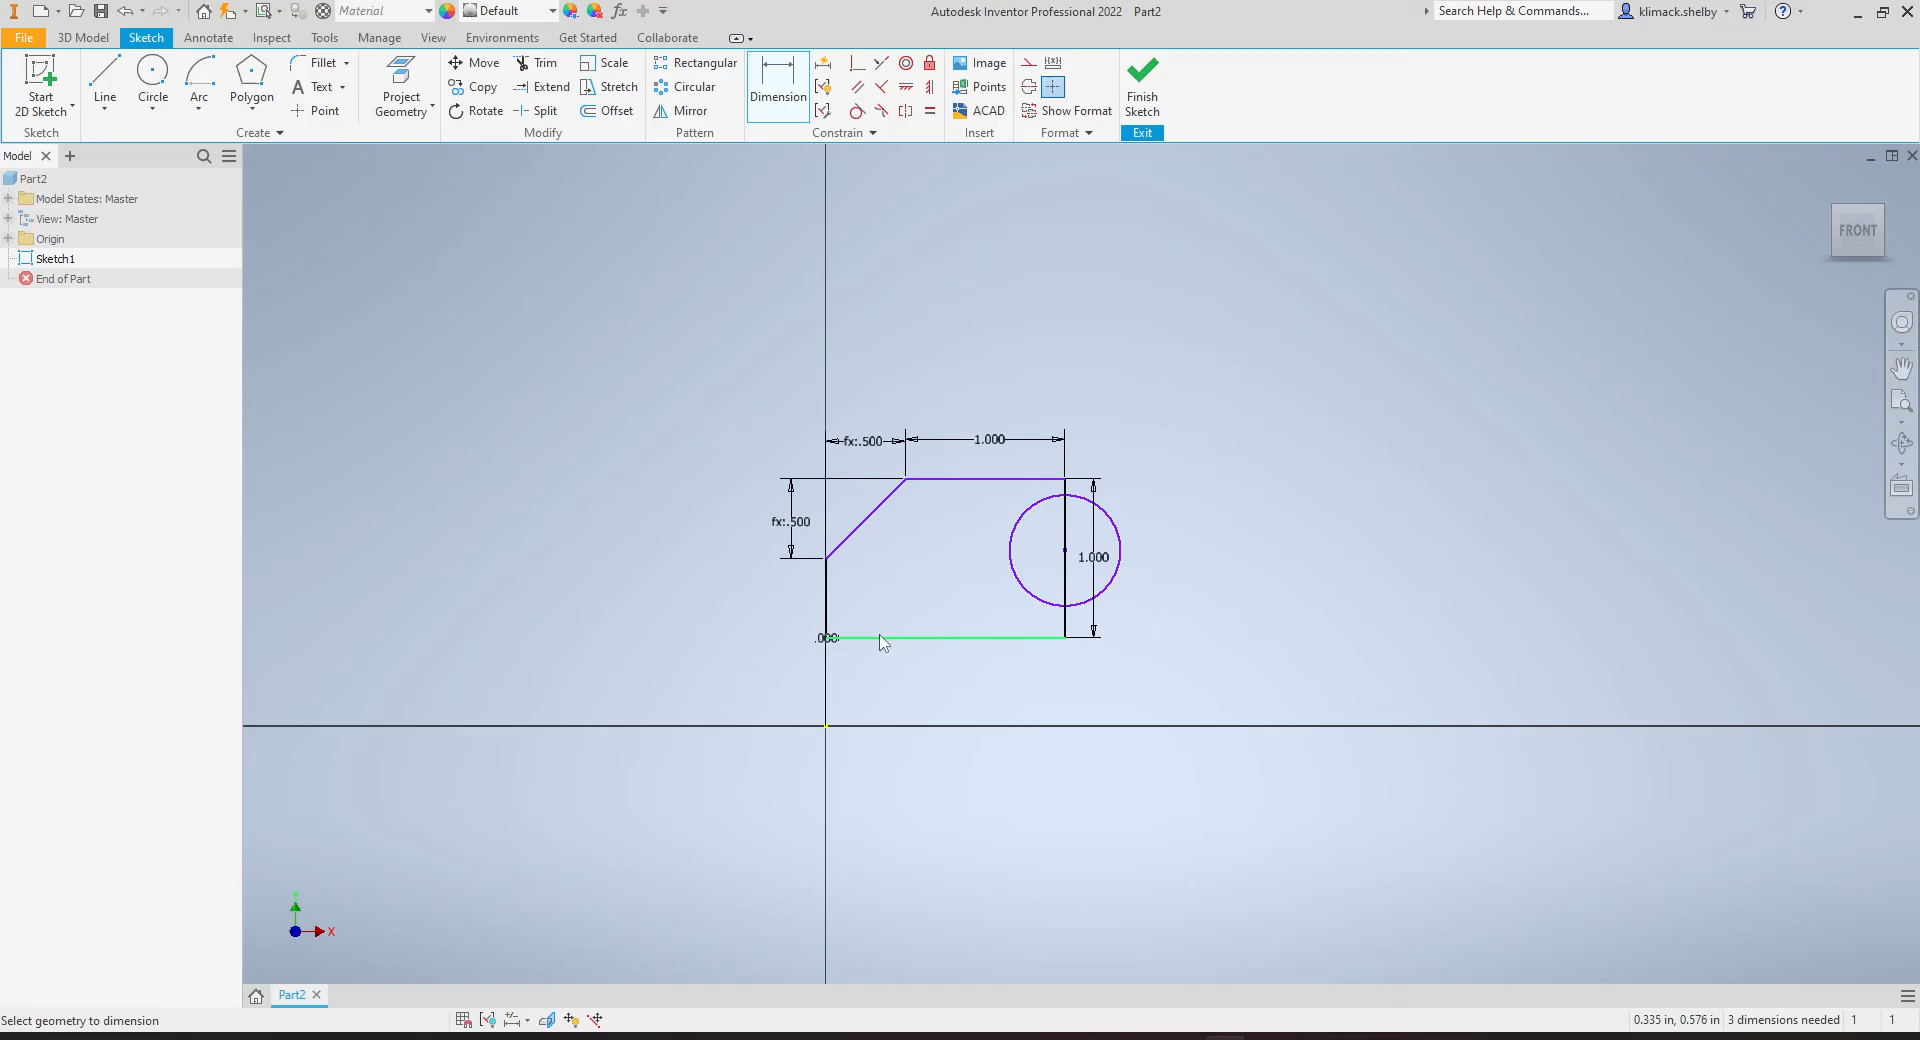 Material
Default
Autodesk Inventor Professional 2022 Part2
Search Help & Commands...
klimack.shelby
File
3D Model
Sketch
Annotate
Inspect
Tools
Manage
View
Environments
Get Started
Collaborate
Start
2D Sketch
Line
Circle
Arc
Polygon
Fillet
Text
Point
Project
Geometry
Move
Copy
Rotate
Trim
Extend
Split
Scale
Stretch
Offset
Rectangular
Circular
Mirror
Dimension
Image
Points
ACAD
Show Format
Finish
Sketch
Sketch
Create
Modify
Pattern
Constrain
Insert
Format
Exit
Model
Part2
Model States: Master
View: Master
Origin
Sketch1
End of Part
FRONT
fx:.500
1.000
fx:.500
1.000
.000
Y
X
Part2
Select geometry to dimension
0.335 in, 0.576 in
3 dimensions needed
1
1